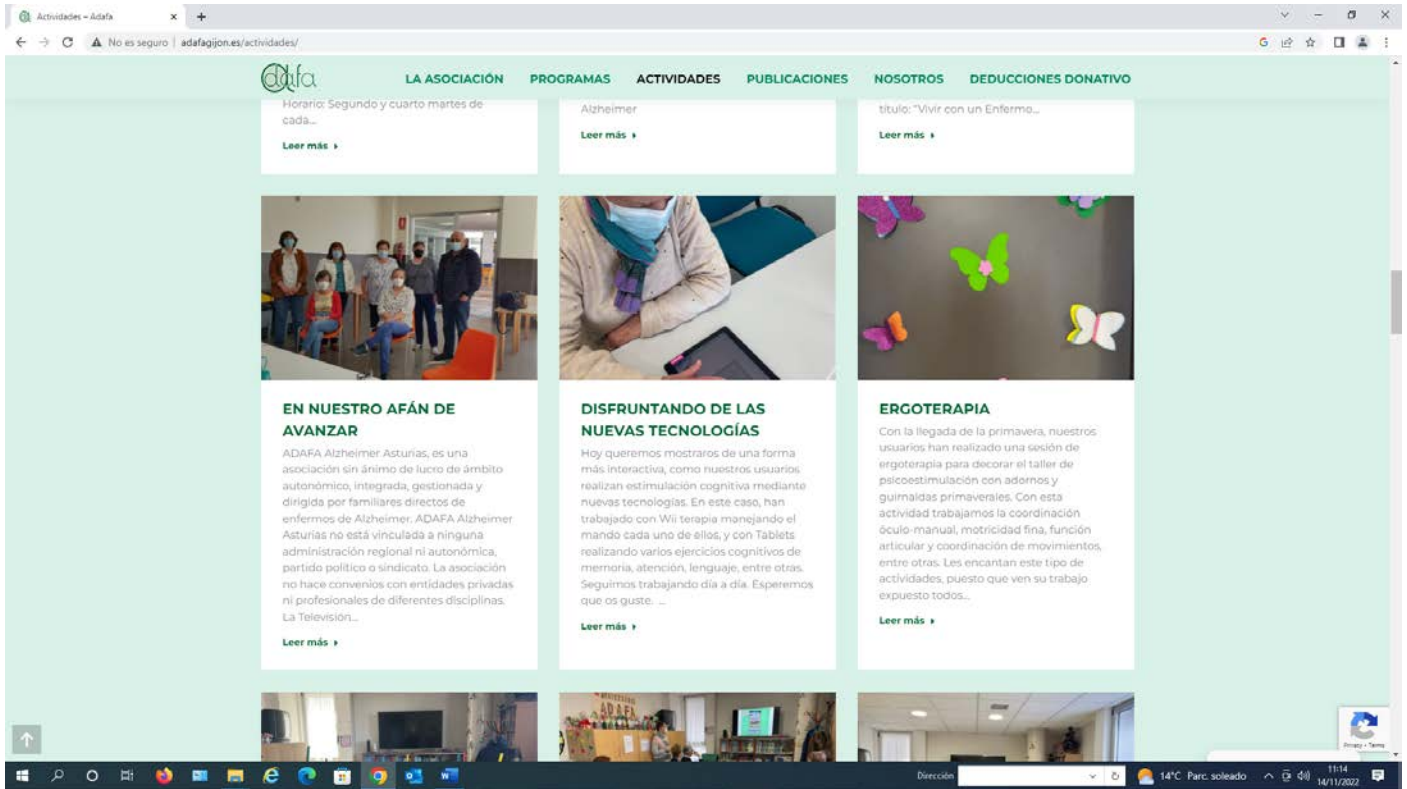 Actividades – Adafa
No es seguro | adafagijon.es/actividades/
adafa
LA ASOCIACIÓN PROGRAMAS ACTIVIDADES PUBLICACIONES NOSOTROS DEDUCCIONES DONATIVO
Horario: Segundo y cuarto martes de
cada...
Leer más
Alzheimer
Leer más
título: "Vivir con un Enfermo...
Leer más
EN NUESTRO AFÁN DE
AVANZAR
ADAFA Alzheimer Asturias, es una
asociación sin ánimo de lucro de ámbito
autonómico, integrada, gestionada y
dirigida por familiares directos de
enfermos de Alzheimer. ADAFA Alzheimer
Asturias no está vinculada a ninguna
administración regional ni autonómica,
partido político o sindicato. La asociación
no hace convenios con entidades privadas
ni profesionales de diferentes disciplinas.
La Televisión...
Leer más
DISFRUNTANDO DE LAS
NUEVAS TECNOLOGÍAS
Hoy queremos mostraros de una forma
más interactiva, como nuestros usuarios
realizan estimulación cognitiva mediante
nuevas tecnologías. En este caso, han
trabajado con Wii terapia manejando el
mando cada uno de ellos, y con Tablets
realizando varios ejercicios cognitivos de
memoria, atención, lenguaje, entre otras.
Seguimos trabajando día a día. Esperemos
que os guste. ...
Leer más
ERGOTERAPIA
Con la llegada de la primavera, nuestros
usuarios han realizado una sesión de
ergoterapia para decorar el taller de
psicoestimulación con adornos y
guirnaldas primaverales. Con esta
actividad trabajamos la coordinación
óculo-manual, motricidad fina, función
articular y coordinación de movimientos,
entre otras. Les encantan este tipo de
actividades, puesto que ven su trabajo
expuesto todos...
Leer más
ADAFA
Privacy - Terms
Dirección
14°C Parc. soleado
11:14
14/11/2022